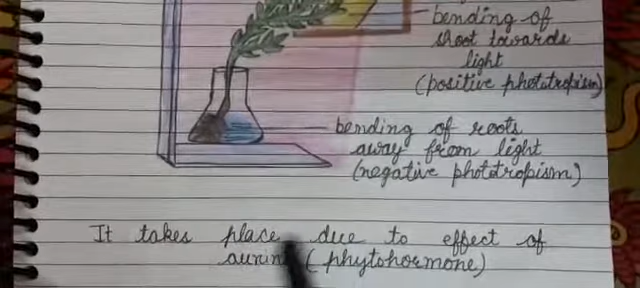 bending of
shoot towards
light
(positive phototropism)
bending of roots
away from light
(negative phototropism)
It takes place due to effect of
auxin (phytohormone)